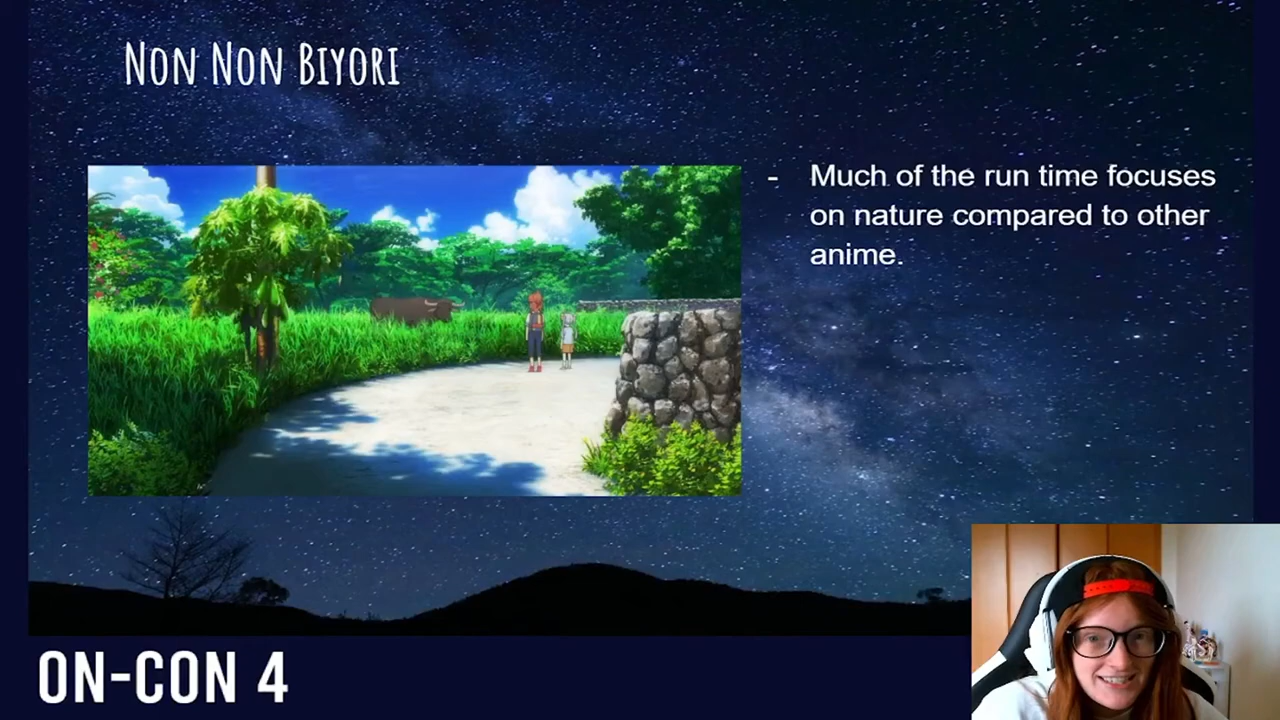 Non Non Biyori
- Much of the run time focuses
on nature compared to other
anime.
ON-CON 4